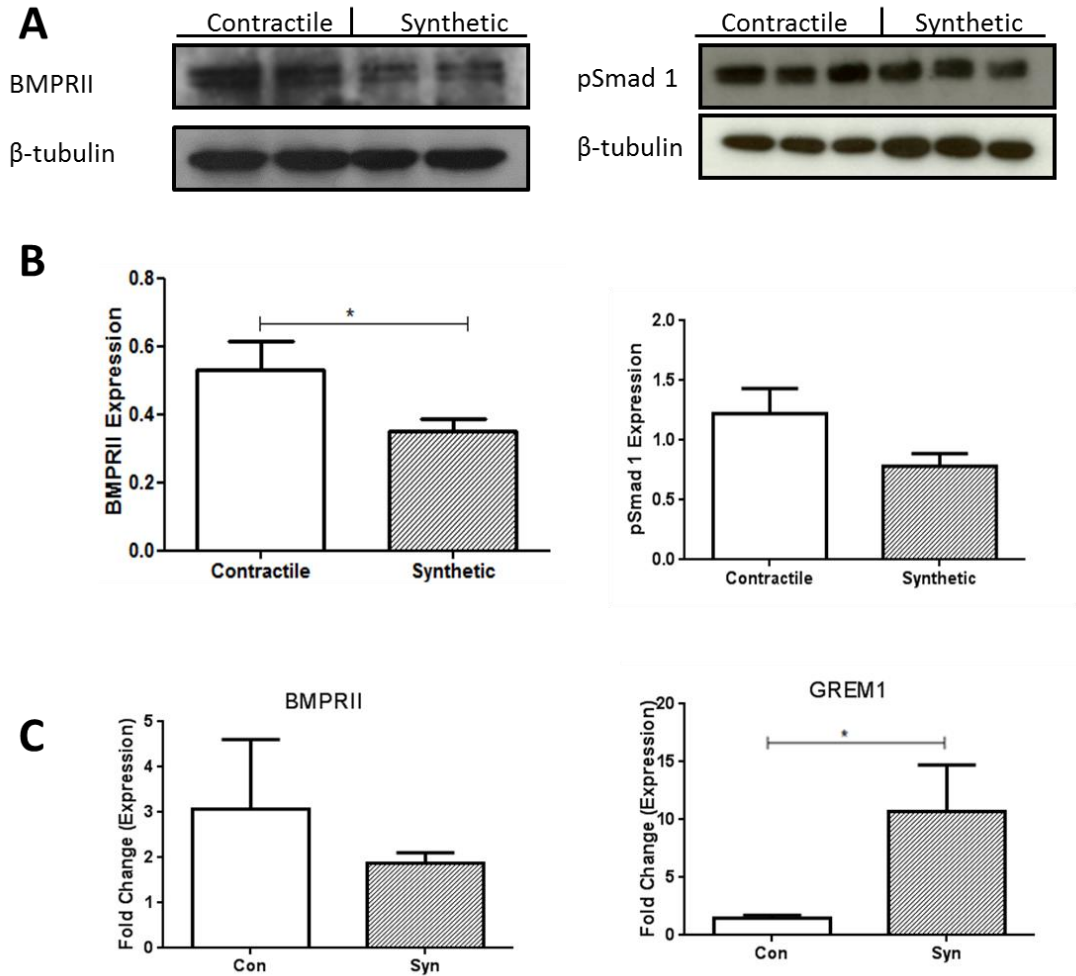 A
Contractile Synthetic
BMPRII
β-tubulin
Contractile Synthetic
pSmad 1
β-tubulin
B
BMPRII Expression
0.8
*
0.6
0.4
0.2
0.0
Contractile Synthetic
pSmad 1 Expression
2.0
1.5
1.0
0.5
0.0
Contractile Synthetic
C
BMPRII
Fold Change (Expression)
5
4
3
2
1
0
Con Syn
GREM1
Fold Change (Expression)
20
*
15
10
5
0
Con Syn